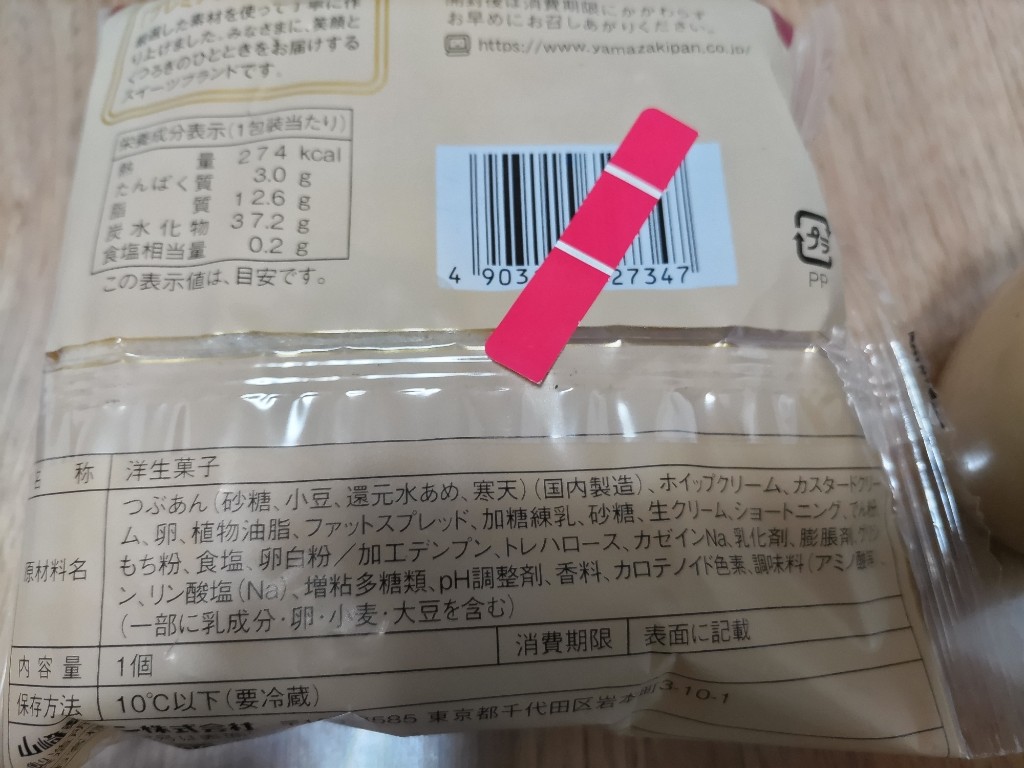 厳選した素材を使って丁寧に作
り上げました。みなさまに、笑顔と
くつろぎのひとときをお届けする
スイーツブランドです。
開封後は消費期限にかかわらず
お早めにお召しあがりください。
https://www.yamazakipan.co.jp/
栄養成分表示(1包装当たり)
熱量 274 kcal
たんぱく質 3.0 g
脂質 12.6 g
炭水化物 37.2 g
食塩相当量 0.2 g
この表示値は、目安です。
4 903 27347
プラ
PP
名称 洋生菓子
原材料名 つぶあん(砂糖、小豆、還元水あめ、寒天)(国内製造)、ホイップクリーム、カスタードクリー
ム、卵、植物油脂、ファットスプレッド、加糖練乳、砂糖、生クリーム、ショートニング、でん粉、
もち粉、食塩、卵白粉/加工デンプン、トレハロース、カゼインNa、乳化剤、膨脹剤、グリシ
ン、リン酸塩(Na)、増粘多糖類、pH調整剤、香料、カロテノイド色素、調味料(アミノ酸等)、
(一部に乳成分・卵・小麦・大豆を含む)
内容量 1個 消費期限 表面に記載
保存方法 10℃以下(要冷蔵)
株式会社 585 東京都千代田区岩本町3-10-1